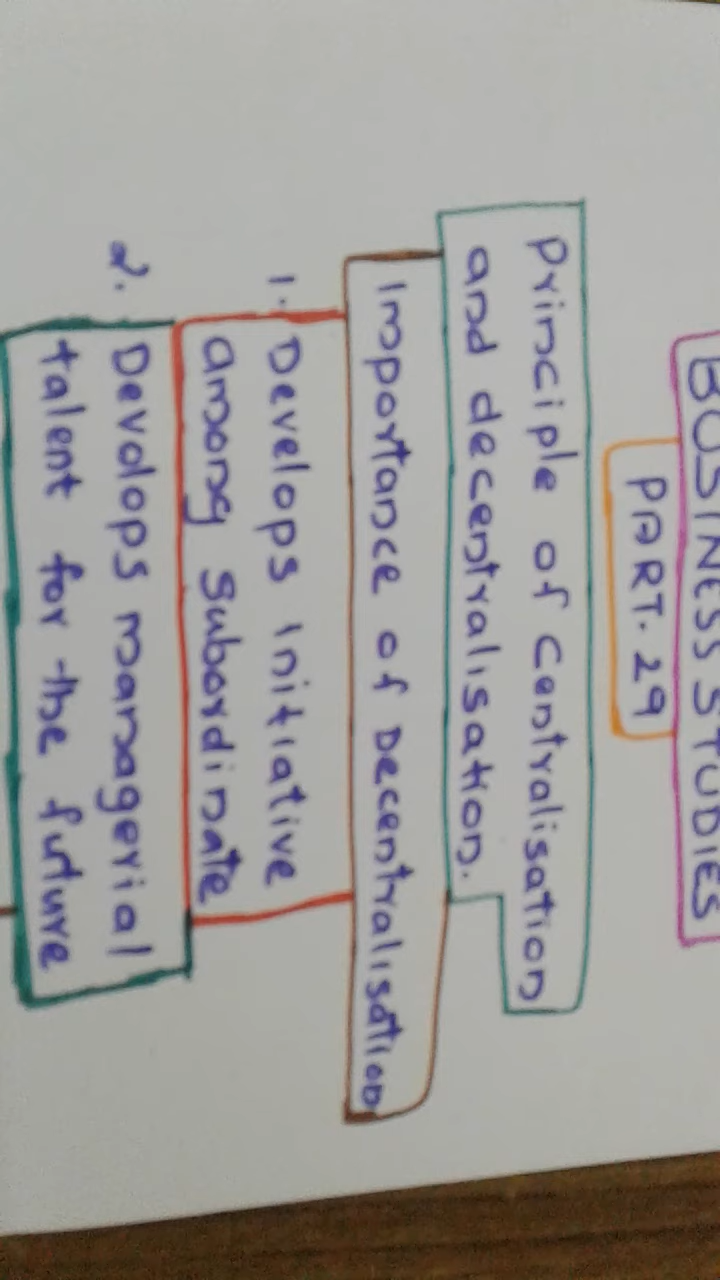 BUSINESS STUDIES
PART. 29
Principle of Centralisation
and decentralisation.
Importance of Decentralisation
1. Develops Initiative
among Subordinate
2. Devolops managerial
talent for the future